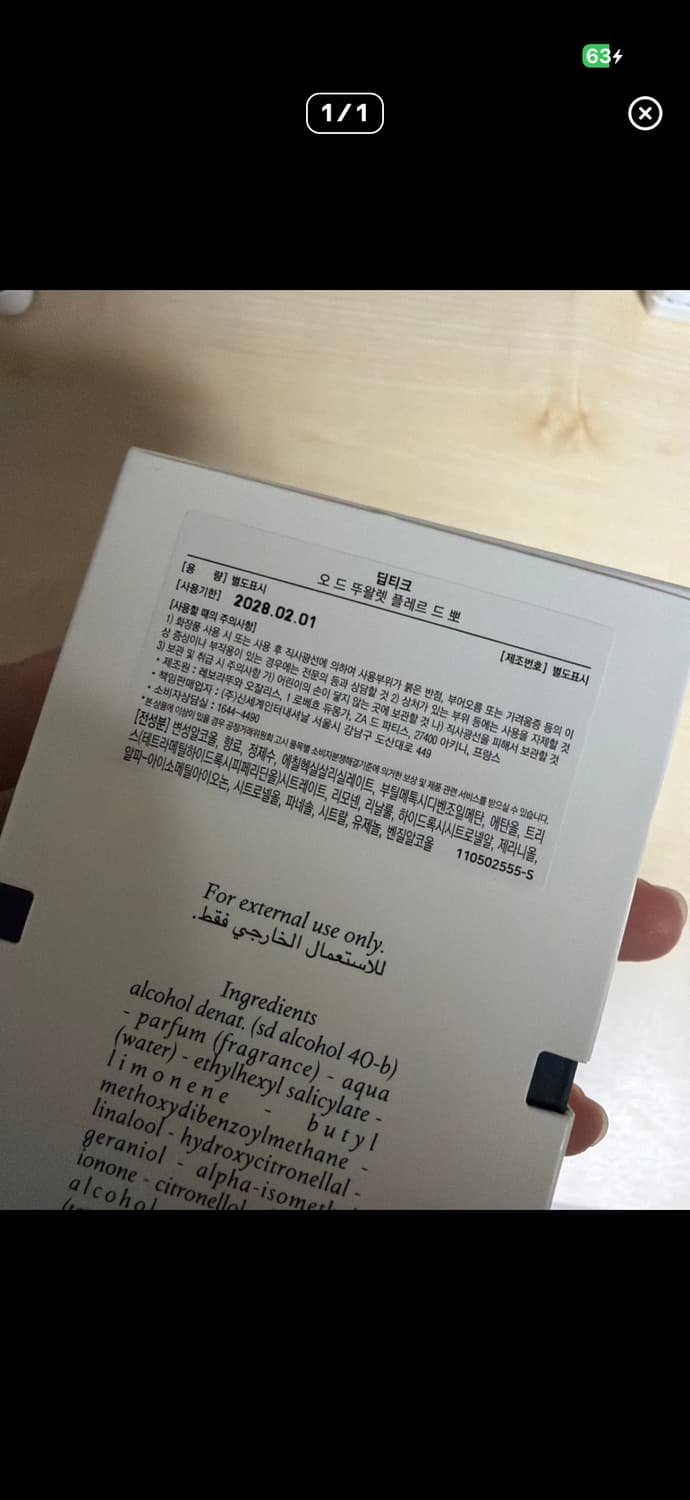 63
1/1
딥티크
오 드 뚜왈렛 플레르 드 뽀
[용 량] 별도표시
[제조번호] 별도표시
[사용기한] 2028.02.01
[사용할 때의 주의사항]
1) 화장품 사용 시 또는 사용 후 직사광선에 의하여 사용부위가 붉은 반점, 부어오름 또는 가려움증 등의 이
상 증상이나 부작용이 있는 경우에는 전문의 등과 상담할 것 2) 상처가 있는 부위 등에는 사용을 자제할 것
3) 보관 및 취급 시 주의사항 가) 어린이의 손이 닿지 않는 곳에 보관할 것 나) 직사광선을 피해서 보관할 것
• 제조원 : 레브라뚜와 오잘리스, 1 로베흐 듀몽가, ZA 드 파티스, 27400 아키니, 프랑스
• 책임판매업자 : (주)신세계인터내셔날 서울시 강남구 도산대로 449
• 소비자상담실 : 1644-4490
*본 상품에 이상이 있을 경우 공정거래위원회 고시 품목별 소비자분쟁해결기준에 의거한 보상 및 제품 관련 서비스를 받으실 수 있습니다.
[전성분] 변성알코올, 향료, 정제수, 에칠헥실살리실레이트, 부틸메톡시디벤조일메탄, 에탄올, 트리
스(테트라메틸하이드록시피페리딘올)시트레이트, 리모넨, 리날룰, 하이드록시시트로넬알, 제라니올,
알파-아이소메틸아이오논, 시트로넬올, 파네솔, 시트랄, 유제놀, 벤질알코올
110502555-S
For external use only.
للاستعمال الخارجي فقط.
Ingredients
alcohol denat. (sd alcohol 40-b)
- parfum (fragrance) - aqua
(water) - ethylhexyl salicylate -
limonene - butyl
methoxydibenzoylmethane -
linalool - hydroxycitronellal -
geraniol - alpha-isometh
ionone - citronellol
alcohol